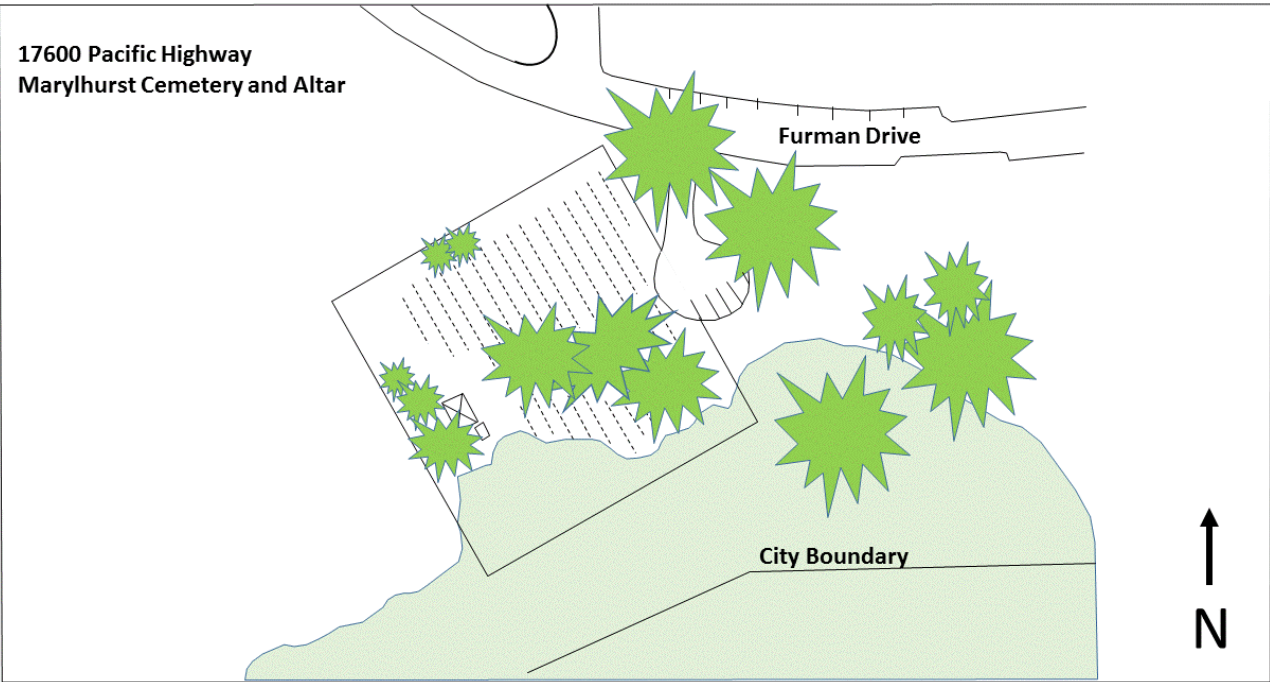 17600 Pacific Highway
Marylhurst Cemetery and Altar
Furman Drive
City Boundary
N